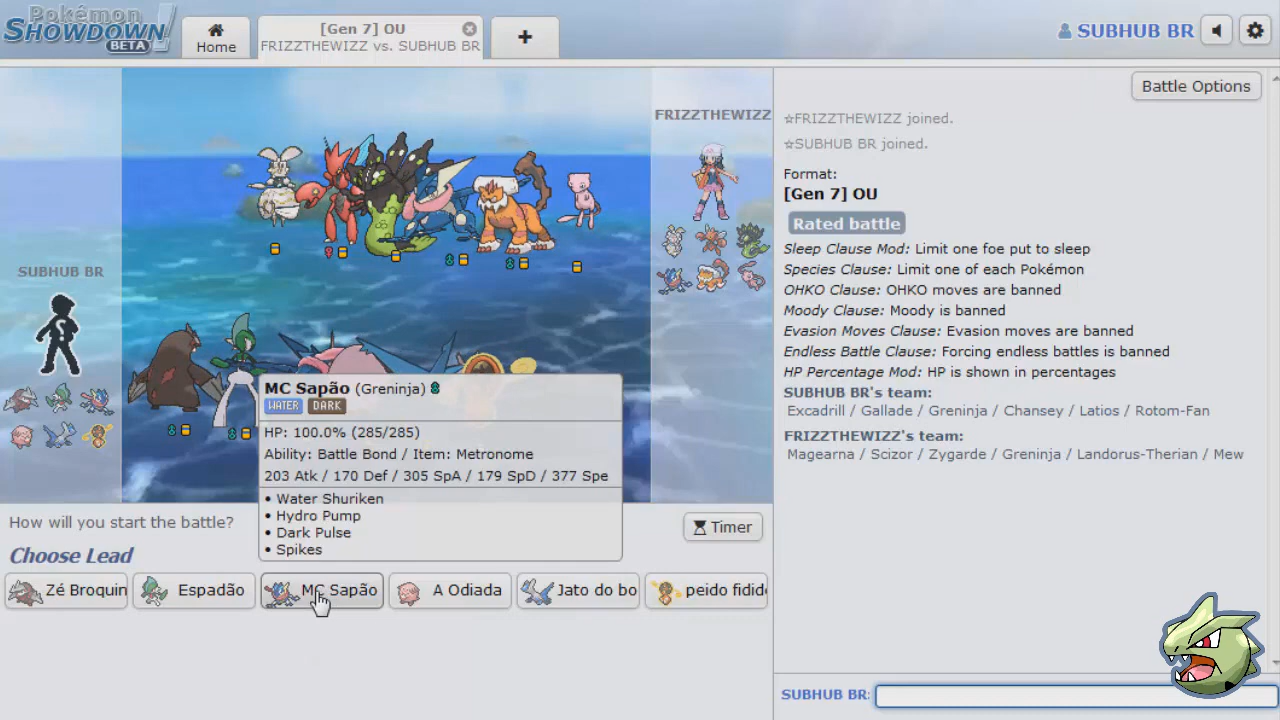 Pokémon
SHOWDOWN!
BETA
Home
[Gen 7] OU
FRIZZTHEWIZZ vs. SUBHUB BR
SUBHUB BR
Battle Options
FRIZZTHEWIZZ
SUBHUB BR
MC Sapão (Greninja)
WATER DARK
HP: 100.0% (285/285)
Ability: Battle Bond / Item: Metronome
203 Atk / 170 Def / 305 SpA / 179 SpD / 377 Spe
• Water Shuriken
• Hydro Pump
• Dark Pulse
• Spikes
How will you start the battle?
Timer
Choose Lead
Zé Broquin
Espadão
MC Sapão
A Odiada
Jato do bo
peido fidid
☆FRIZZTHEWIZZ joined.
☆SUBHUB BR joined.
Format:
[Gen 7] OU
Rated battle
Sleep Clause Mod: Limit one foe put to sleep
Species Clause: Limit one of each Pokémon
OHKO Clause: OHKO moves are banned
Moody Clause: Moody is banned
Evasion Moves Clause: Evasion moves are banned
Endless Battle Clause: Forcing endless battles is banned
HP Percentage Mod: HP is shown in percentages
SUBHUB BR's team:
Excadrill / Gallade / Greninja / Chansey / Latios / Rotom-Fan
FRIZZTHEWIZZ's team:
Magearna / Scizor / Zygarde / Greninja / Landorus-Therian / Mew
SUBHUB BR: